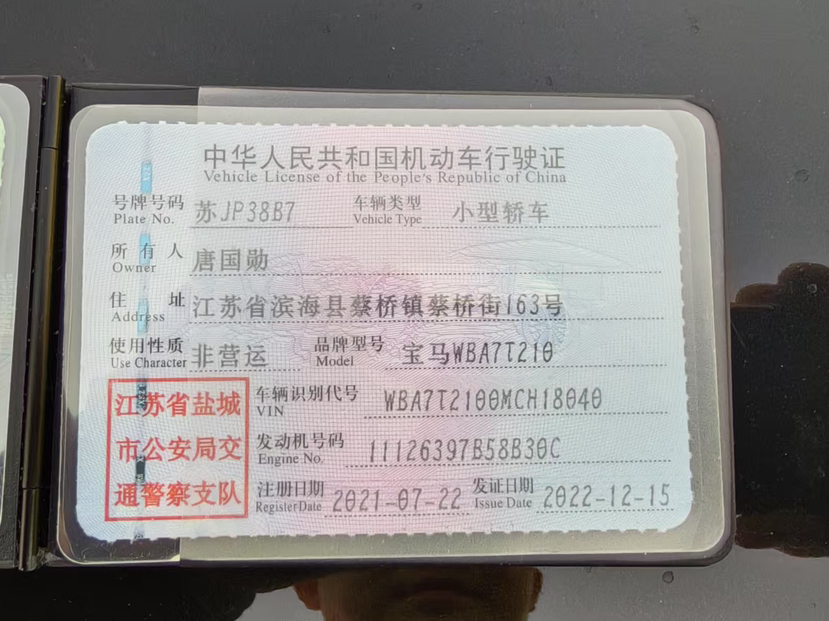 中华人民共和国机动车行驶证
Vehicle License of the People's Republic of China
号牌号码 苏JP38B7 车辆类型 小型轿车
Plate No. Vehicle Type
所有人 唐国勋
Owner
住址 江苏省滨海县蔡桥镇蔡桥街163号
Address
使用性质 非营运 品牌型号 宝马WBA7T210
Use Character Model
江苏省盐城
市公安局交
通警察支队
车辆识别代号 WBA7T2100MCH18040
VIN
发动机号码 11126397B58B30C
Engine No.
注册日期 2021-07-22 发证日期 2022-12-15
Register Date Issue Date